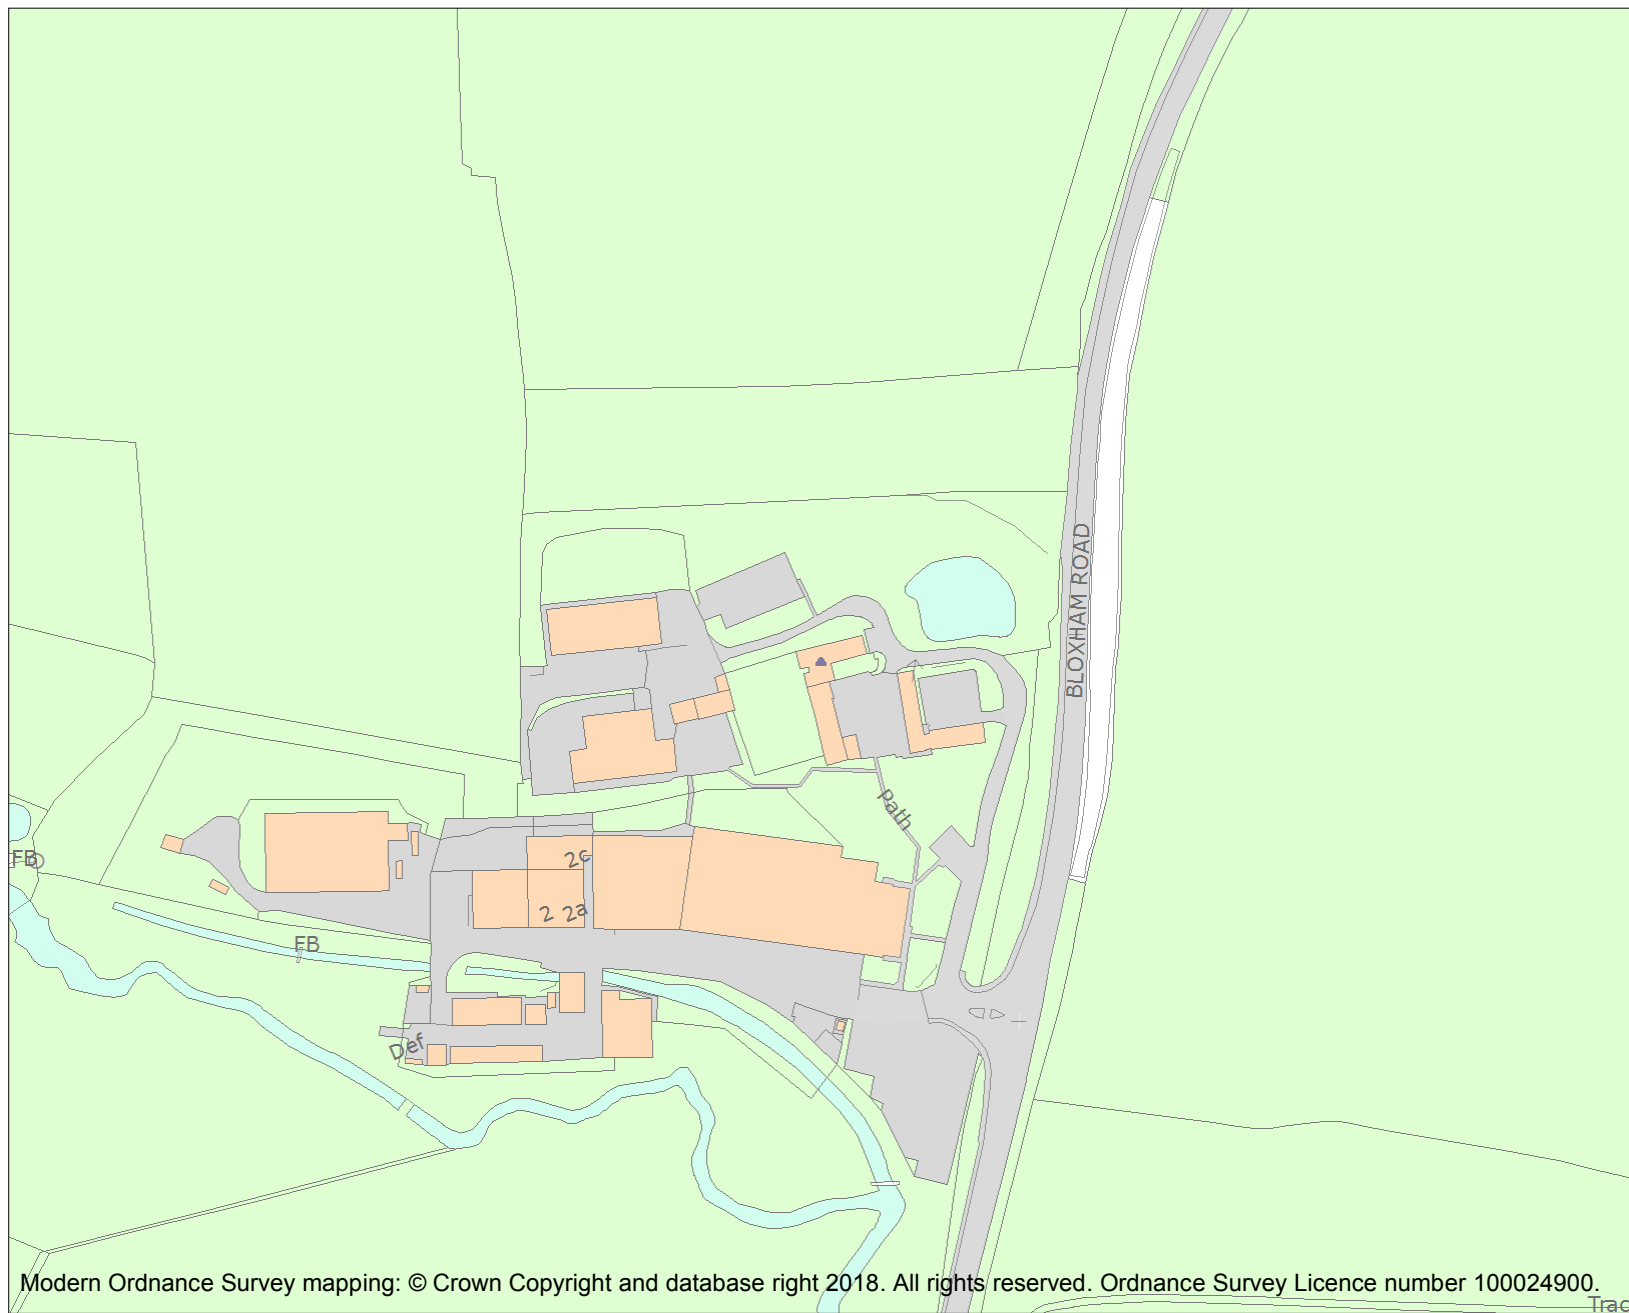 BLOXHAM ROAD
Path
2c
2 2a
FB
FB
Def
Modern Ordnance Survey mapping: © Crown Copyright and database right 2018. All rights reserved. Ordnance Survey Licence number 100024900.
Trac